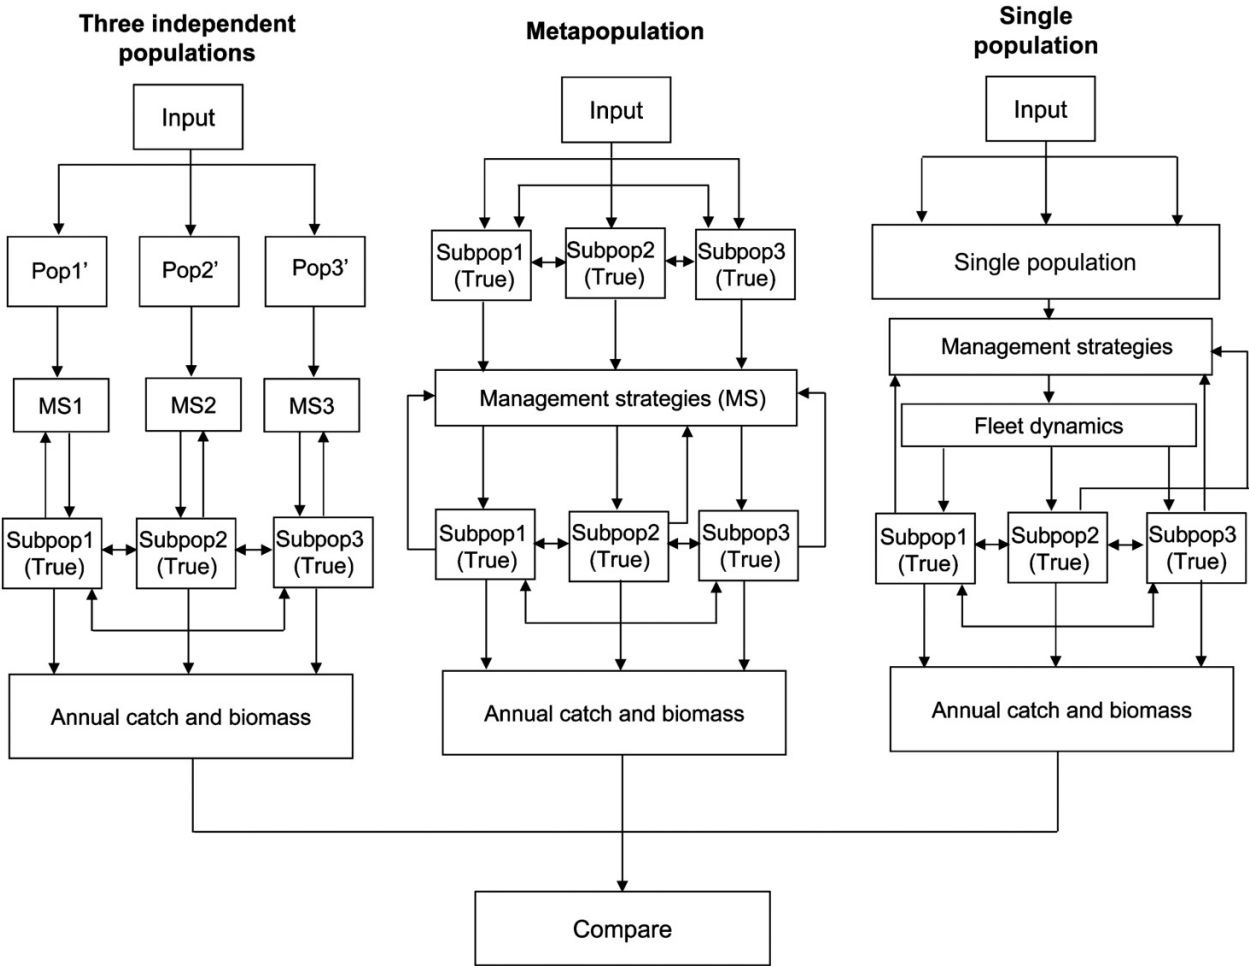 Three independent
populations
Input
Pop1’
Pop2’
Pop3’
MS1
MS2
MS3
Subpop1
(True)
Subpop2
(True)
Subpop3
(True)
Annual catch and biomass
Metapopulation
Input
Subpop1
(True)
Subpop2
(True)
Subpop3
(True)
Management strategies (MS)
Subpop1
(True)
Subpop2
(True)
Subpop3
(True)
Annual catch and biomass
Single
population
Input
Single population
Management strategies
Fleet dynamics
Subpop1
(True)
Subpop2
(True)
Subpop3
(True)
Annual catch and biomass
Compare